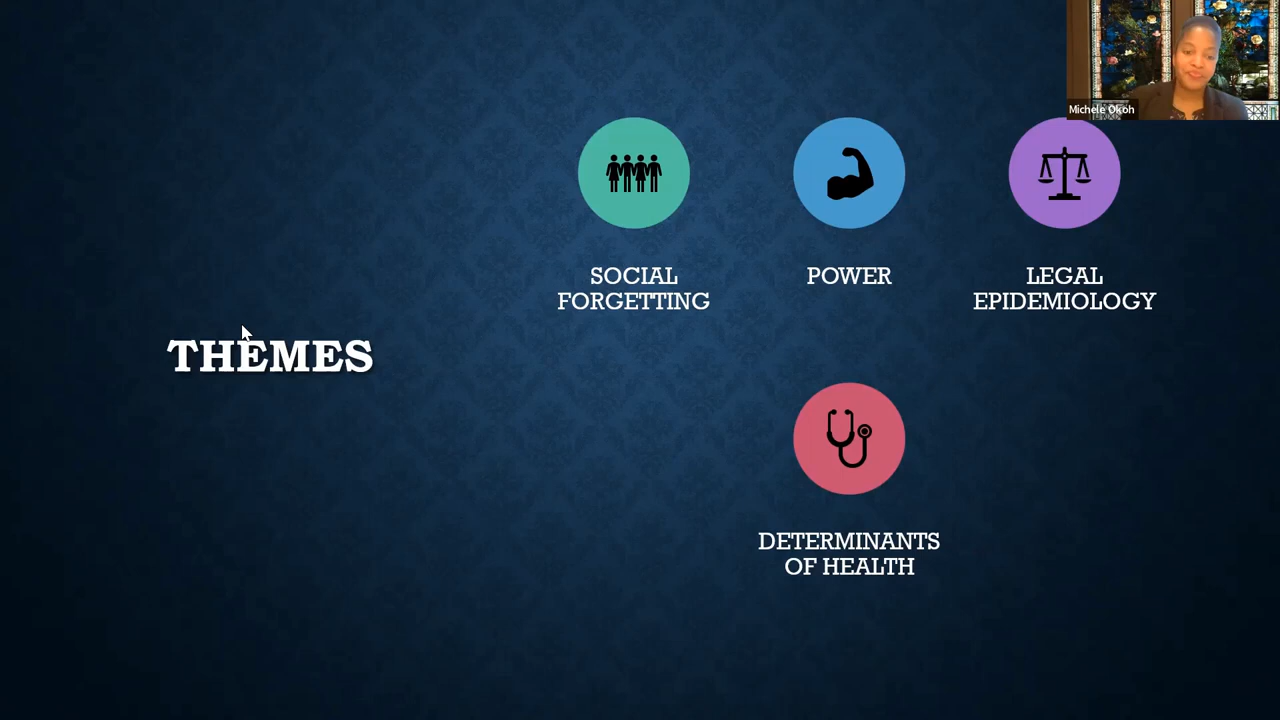 Michele Okoh
SOCIAL
FORGETTING
POWER
LEGAL
EPIDEMIOLOGY
THEMES
DETERMINANTS
OF HEALTH